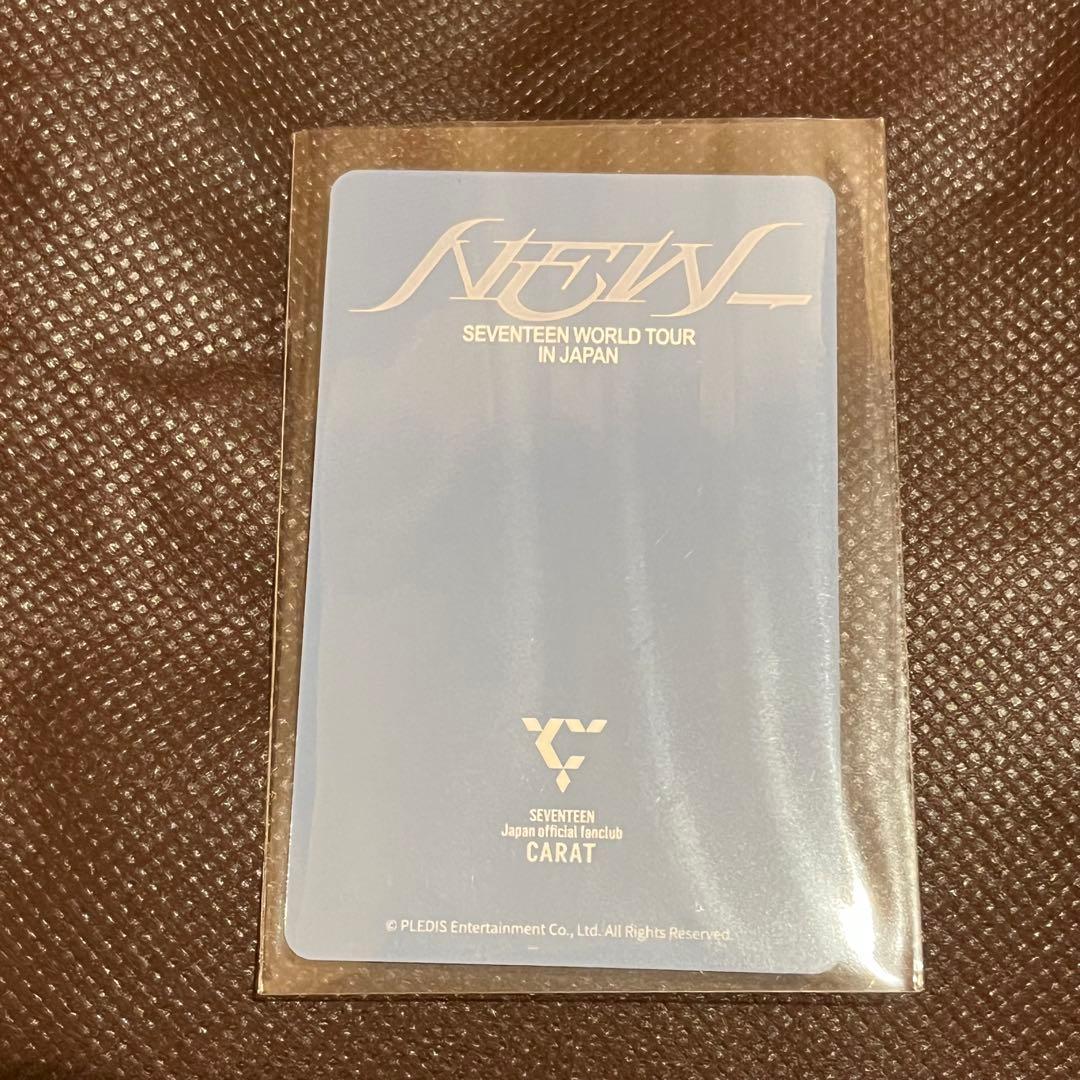 NEW_
SEVENTEEN WORLD TOUR
IN JAPAN
SEVENTEEN
Japan official fanclub
CARAT
© PLEDIS Entertainment Co., Ltd. All Rights Reserved.